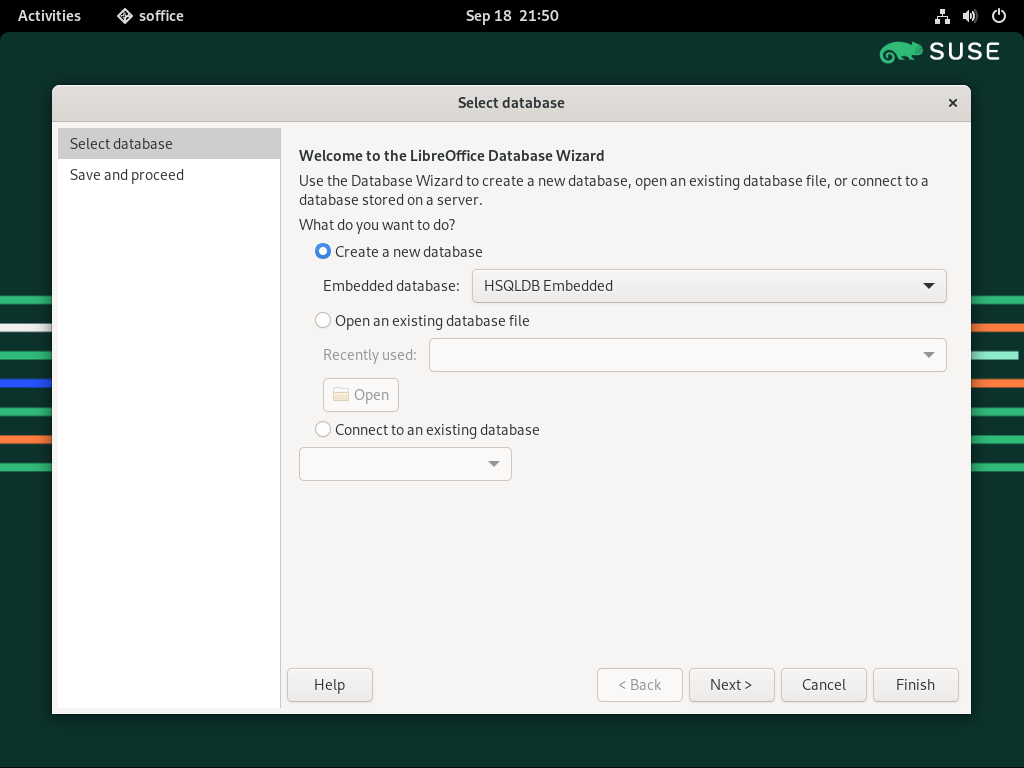 Activities
soffice
Sep 18 21:50
SUSE
Select database
Select database
Save and proceed
Welcome to the LibreOffice Database Wizard
Use the Database Wizard to create a new database, open an existing database file, or connect to a
database stored on a server.
What do you want to do?
Create a new database
Embedded database: HSQLDB Embedded
Open an existing database file
Recently used:
Open
Connect to an existing database
Help
< Back
Next >
Cancel
Finish